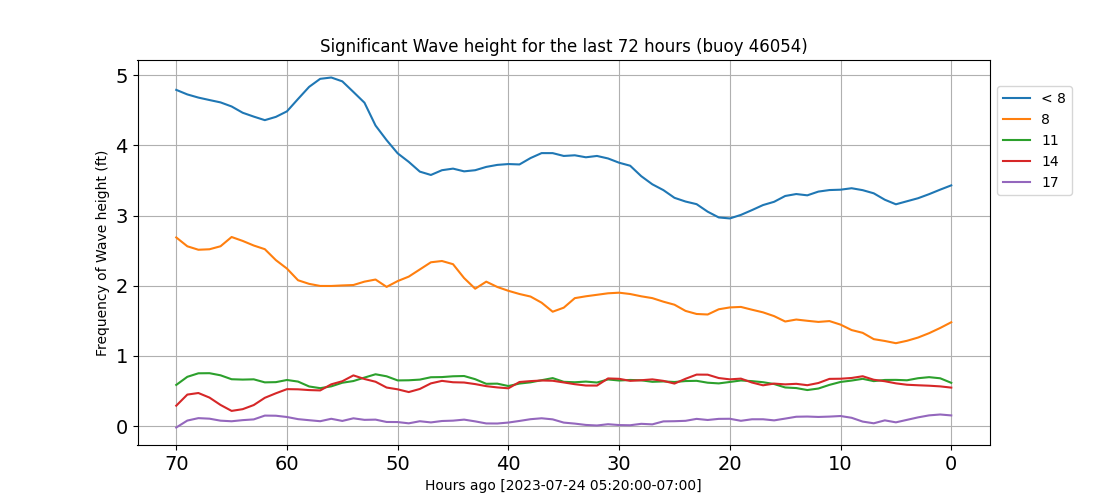 Significant Wave height for the last 72 hours (buoy 46054)
Frequency of Wave height (ft)
5
4
3
2
1
0
70 60 50 40 30 20 10 0
Hours ago [2023-07-24 05:20:00-07:00]
< 8
8
11
14
17